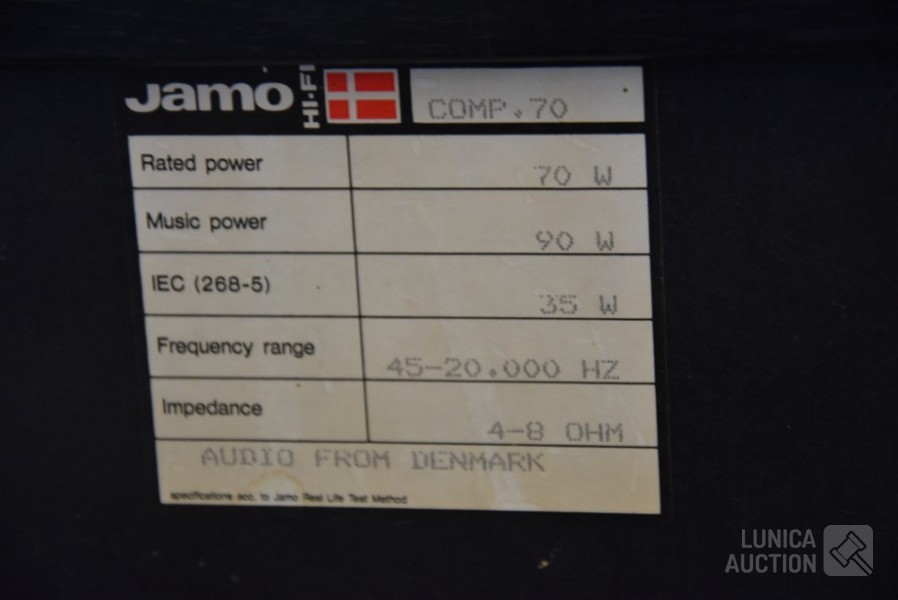 Jamo HI-FI COMP.70
Rated power 70 W
Music power 90 W
IEC (268-5) 35 W
Frequency range 45-20.000 HZ
Impedance 4-8 OHM
AUDIO FROM DENMARK
specifications acc. to Jamo Real Life Test Method
LUNICA
AUCTION